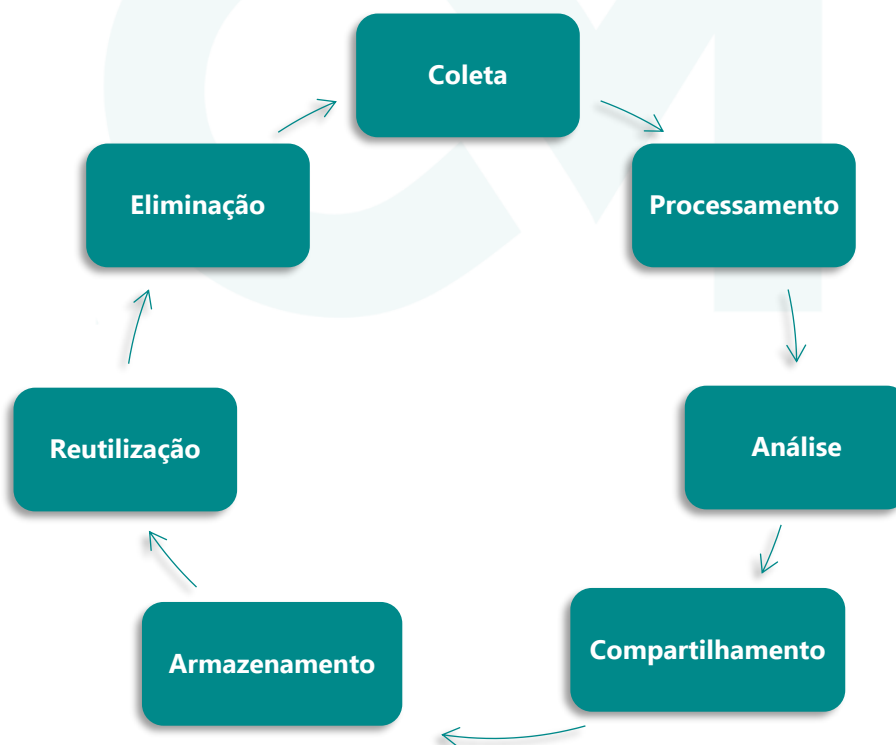 Coleta
Processamento
Análise
Compartilhamento
Armazenamento
Reutilização
Eliminação